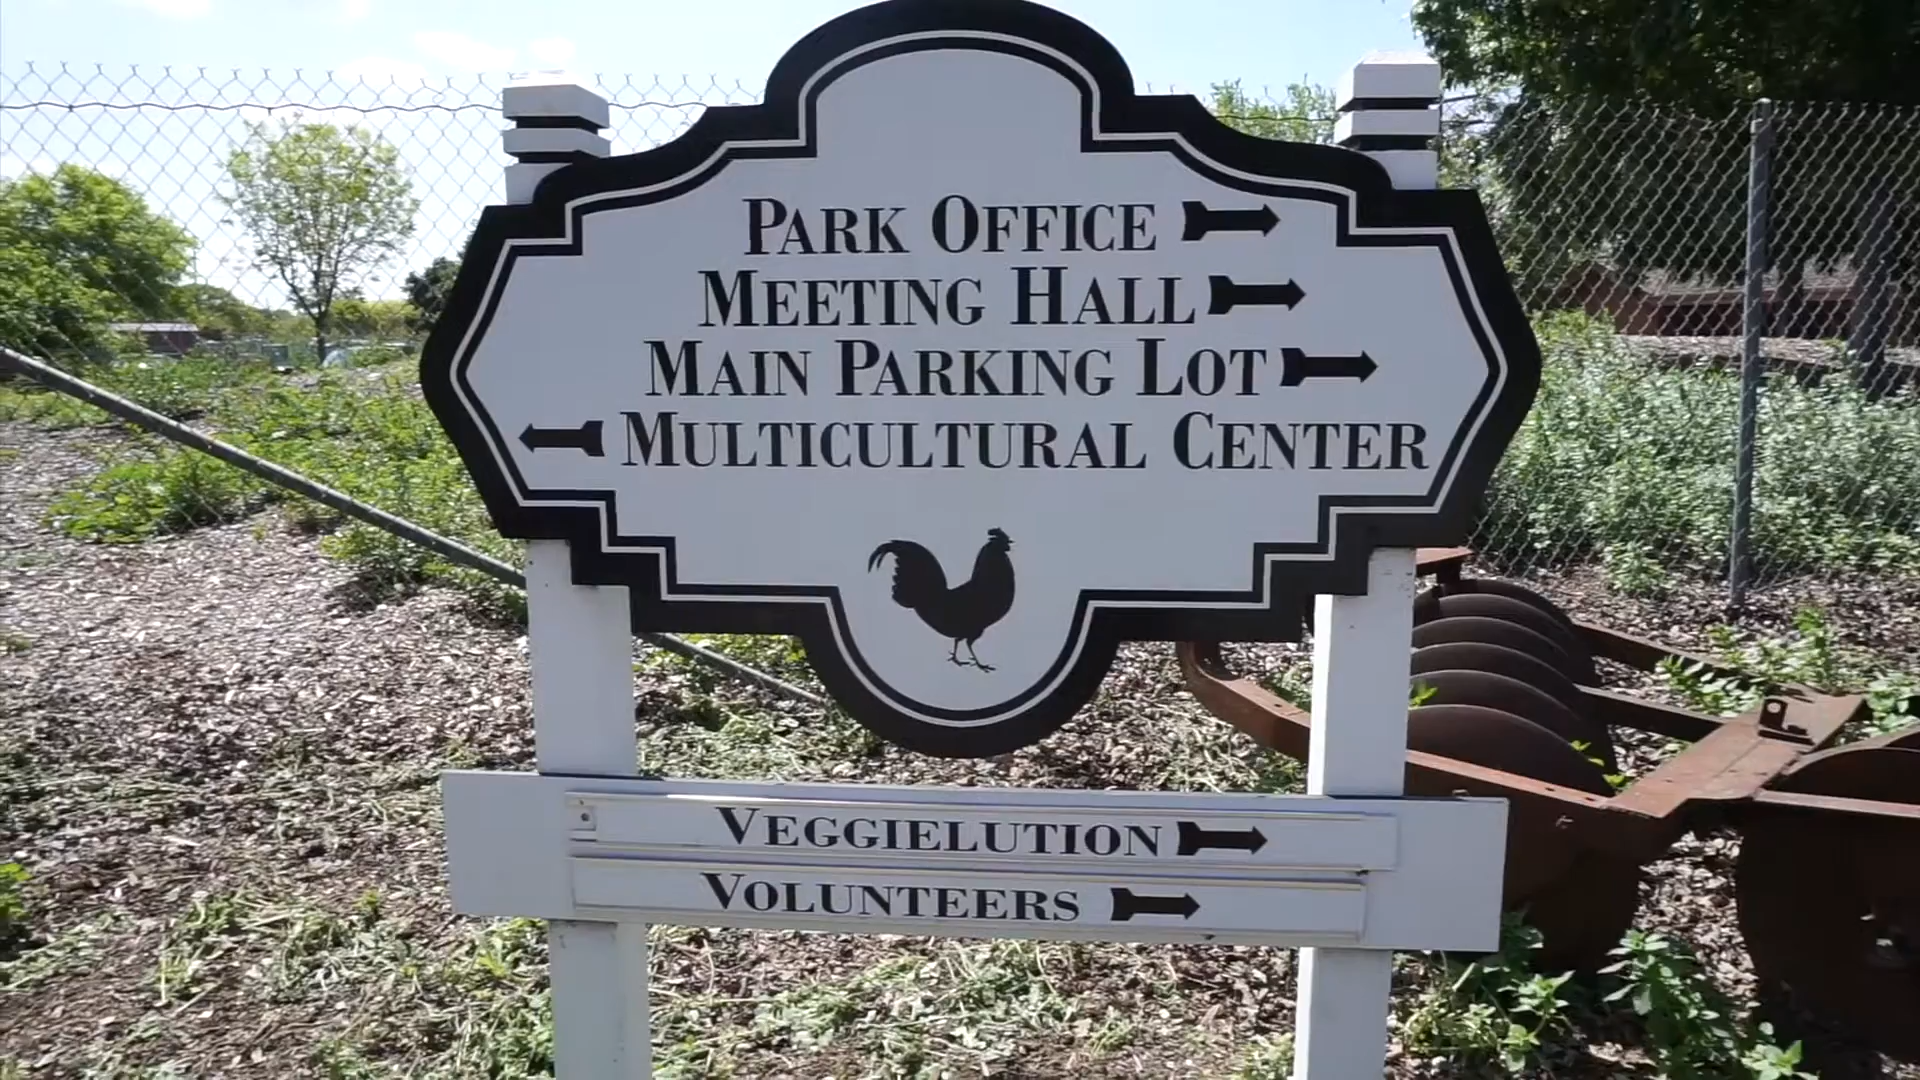 PARK OFFICE
MEETING HALL
MAIN PARKING LOT
MULTICULTURAL CENTER
VEGGIELUTION
VOLUNTEERS